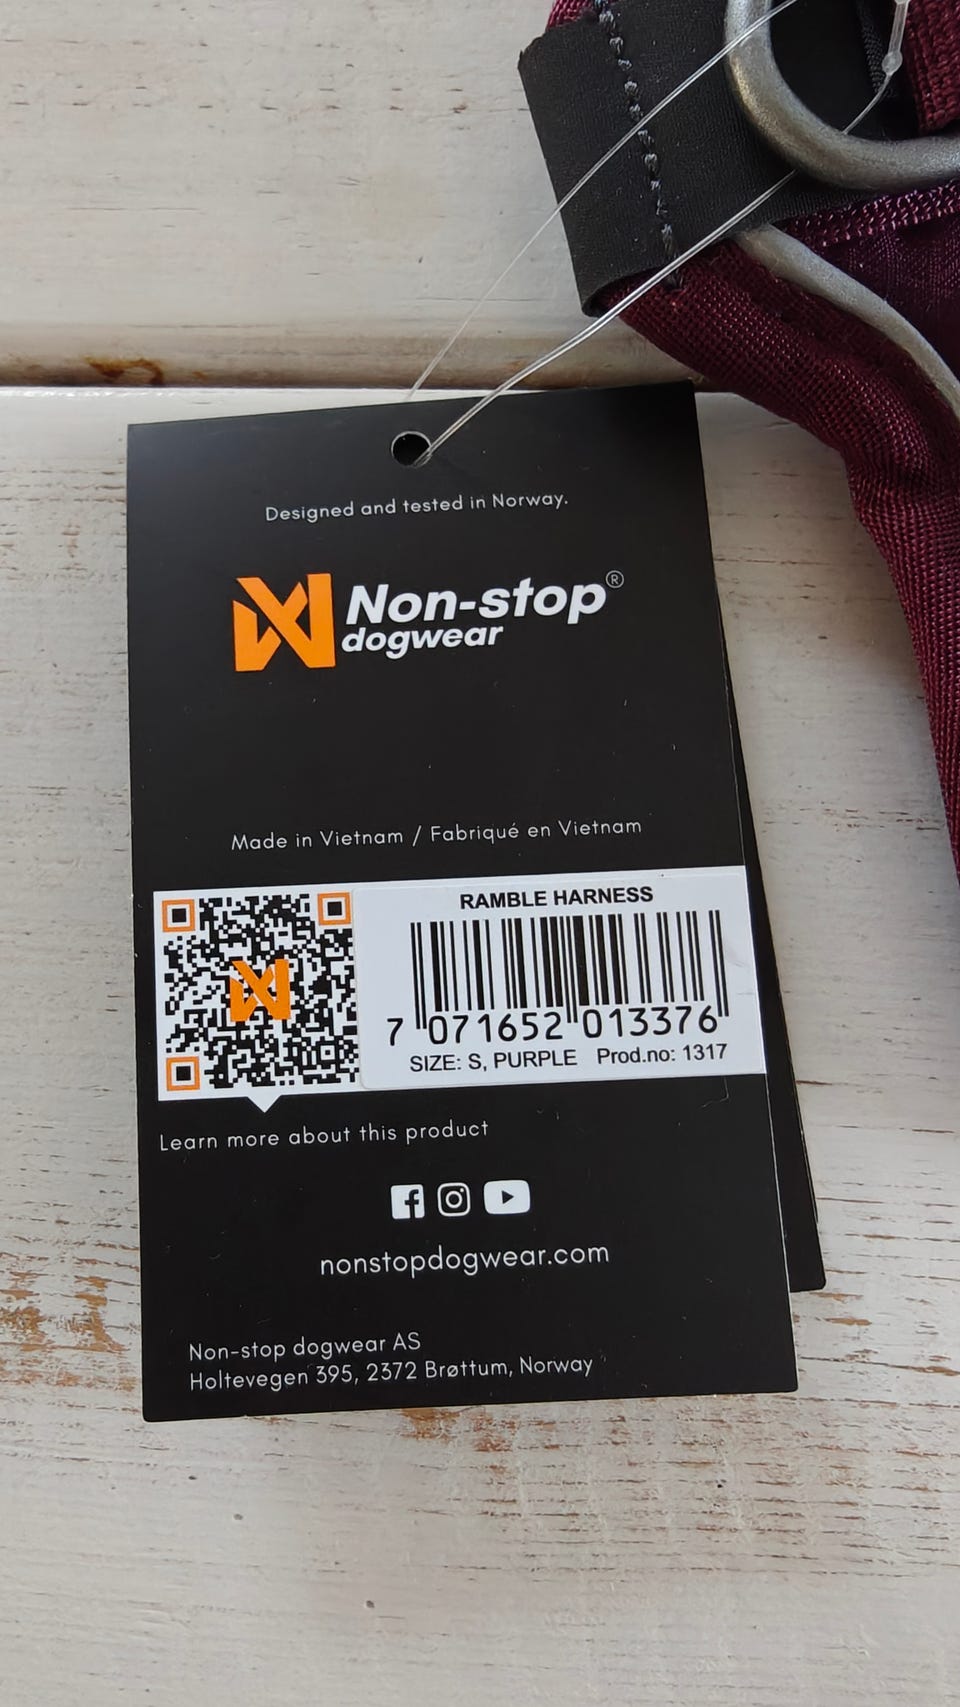 Designed and tested in Norway.
Non-stop®
dogwear
Made in Vietnam / Fabriqué en Vietnam
RAMBLE HARNESS
7 071652 013376
SIZE: S, PURPLE Prod.no: 1317
Learn more about this product
nonstopdogwear.com
Non-stop dogwear AS
Holtevegen 395, 2372 Brøttum, Norway